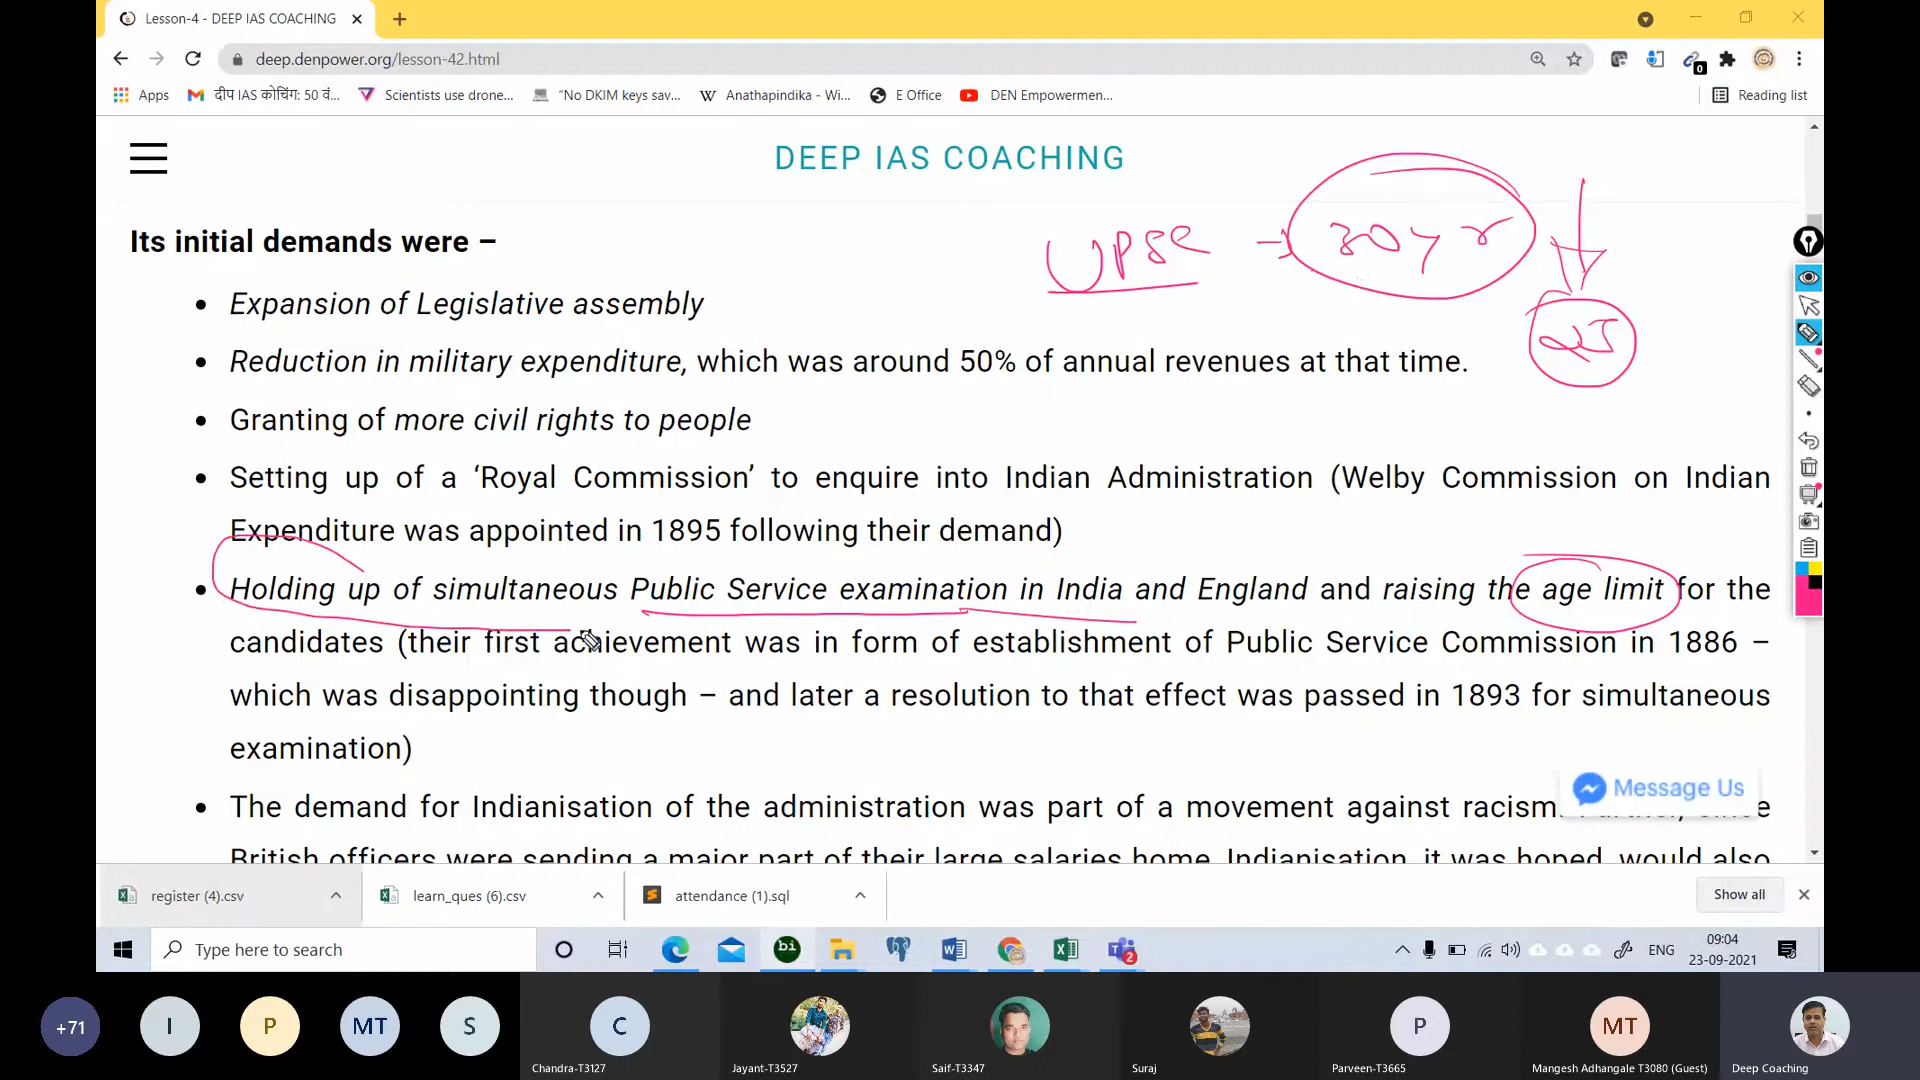 Lesson-4 - DEEP IAS COACHING
deep.denpower.org/lesson-42.html
0
Apps
दीप IAS कोचिंग: 50 वं...
Scientists use drone...
"No DKIM keys sav...
Anathapindika - Wi...
E Office
DEN Empowermen...
Reading list
DEEP IAS COACHING
UPSC → 30 yr
25
Its initial demands were –
• Expansion of Legislative assembly
• Reduction in military expenditure, which was around 50% of annual revenues at that time.
• Granting of more civil rights to people
• Setting up of a ‘Royal Commission’ to enquire into Indian Administration (Welby Commission on Indian
Expenditure was appointed in 1895 following their demand)
• Holding up of simultaneous Public Service examination in India and England and raising the age limit for the
candidates (their first achievement was in form of establishment of Public Service Commission in 1886 –
which was disappointing though – and later a resolution to that effect was passed in 1893 for simultaneous
examination)
• The demand for Indianisation of the administration was part of a movement against racism.
British officers were sending a major part of their large salaries home, Indianisation, it was hoped, would also
Message Us
register (4).csv
learn_ques (6).csv
attendance (1).sql
Show all
Type here to search
bi
2
ENG
09:04
23-09-2021
+71
I
P
MT
S
C
P
MT
Chandra-T3127
Jayant-T3527
Saif-T3347
Suraj
Parveen-T3665
Mangesh Adhangale T3080 (Guest)
Deep Coaching